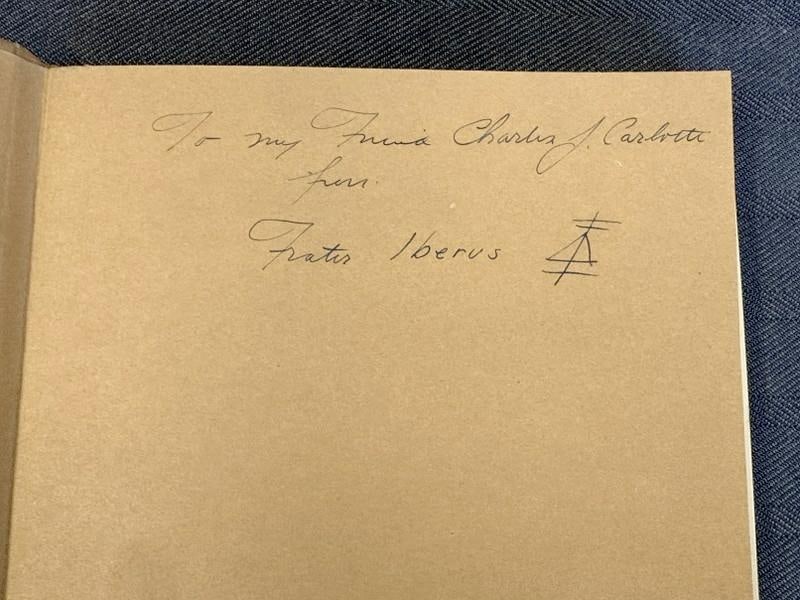 To my Friend Charles J. Carlotti
from
Frater Iberus